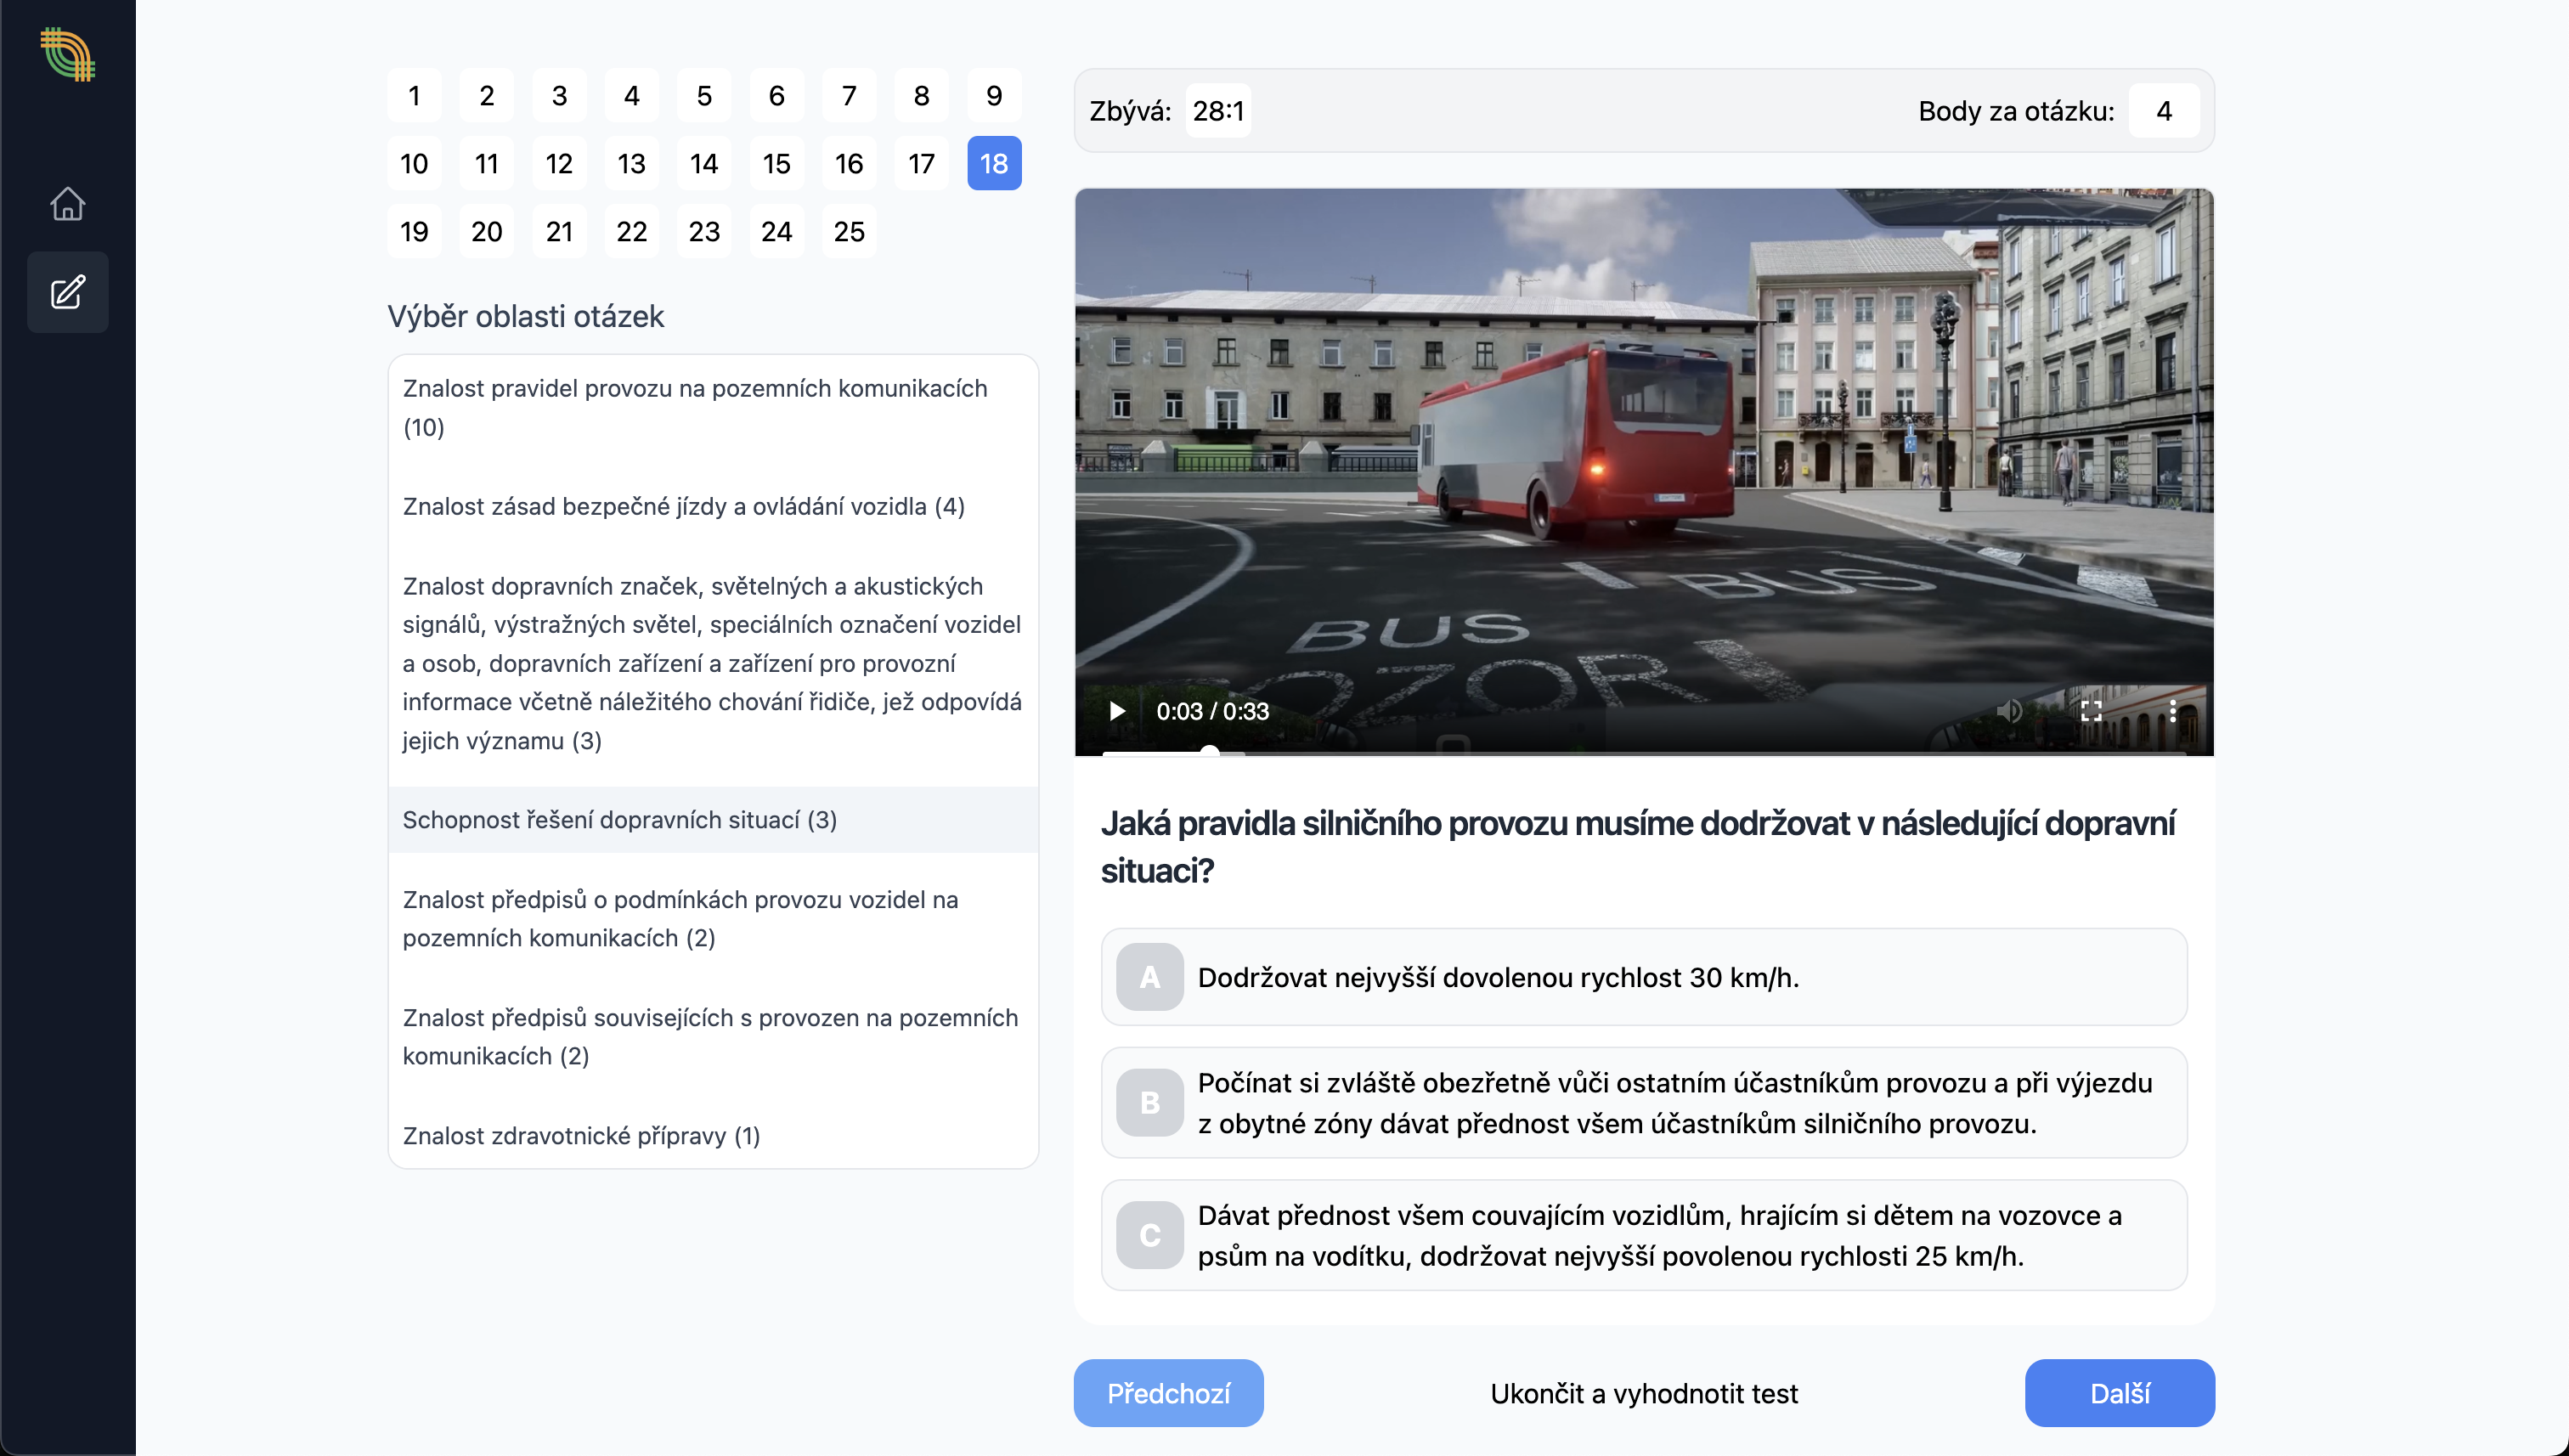 1 2 3 4 5 6 7 8 9
10 11 12 13 14 15 16 17 18
19 20 21 22 23 24 25
Výběr oblasti otázek
Znalost pravidel provozu na pozemních komunikacích
(10)
Znalost zásad bezpečné jízdy a ovládání vozidla (4)
Znalost dopravních značek, světelných a akustických
signálů, výstražných světel, speciálních označení vozidel
a osob, dopravních zařízení a zařízení pro provozní
informace včetně náležitého chování řidiče, jež odpovídá
jejich významu (3)
Schopnost řešení dopravních situací (3)
Znalost předpisů o podmínkách provozu vozidel na
pozemních komunikacích (2)
Znalost předpisů souvisejících s provozen na pozemních
komunikacích (2)
Znalost zdravotnické přípravy (1)
Zbývá: 28:1
Body za otázku: 4
BUS
BUS
POZOR!
0:03 / 0:33
Jaká pravidla silničního provozu musíme dodržovat v následující dopravní
situaci?
A Dodržovat nejvyšší dovolenou rychlost 30 km/h.
B Počínat si zvláště obezřetně vůči ostatním účastníkům provozu a při výjezdu
z obytné zóny dávat přednost všem účastníkům silničního provozu.
C Dávat přednost všem couvajícím vozidlům, hrajícím si dětem na vozovce a
psům na vodítku, dodržovat nejvyšší povolenou rychlosti 25 km/h.
Předchozí
Ukončit a vyhodnotit test
Další